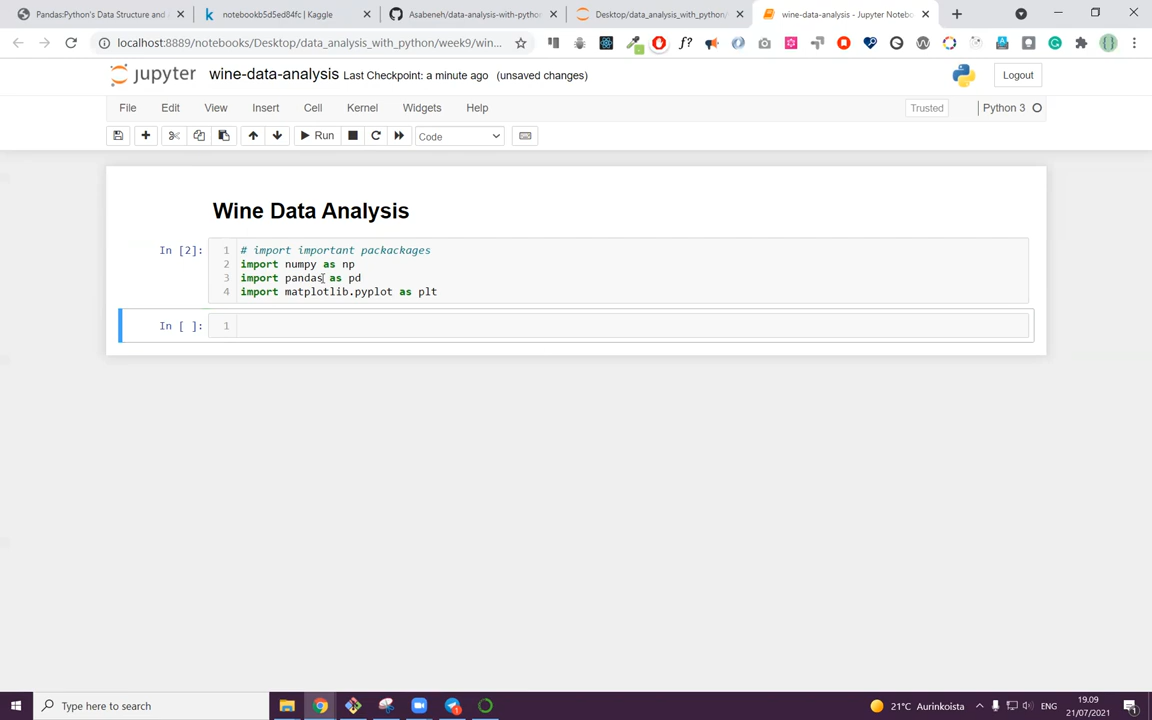 Pandas:Python's Data Structure and
notebookb5d5ed84fc | Kaggle
Asabeneh/data-analysis-with-python
Desktop/data_analysis_with_python/
wine-data-analysis - Jupyter Notebo
localhost:8889/notebooks/Desktop/data_analysis_with_python/week9/win...
f?
jupyter wine-data-analysis Last Checkpoint: a minute ago (unsaved changes)
Logout
File Edit View Insert Cell Kernel Widgets Help
Trusted
Python 3
Run
Code
Wine Data Analysis
In [2]:
1 # import important packackages
2 import numpy as np
3 import pandas as pd
4 import matplotlib.pyplot as plt
In [ ]:
1
Type here to search
21°C Aurinkoista
ENG
19.09
21/07/2021